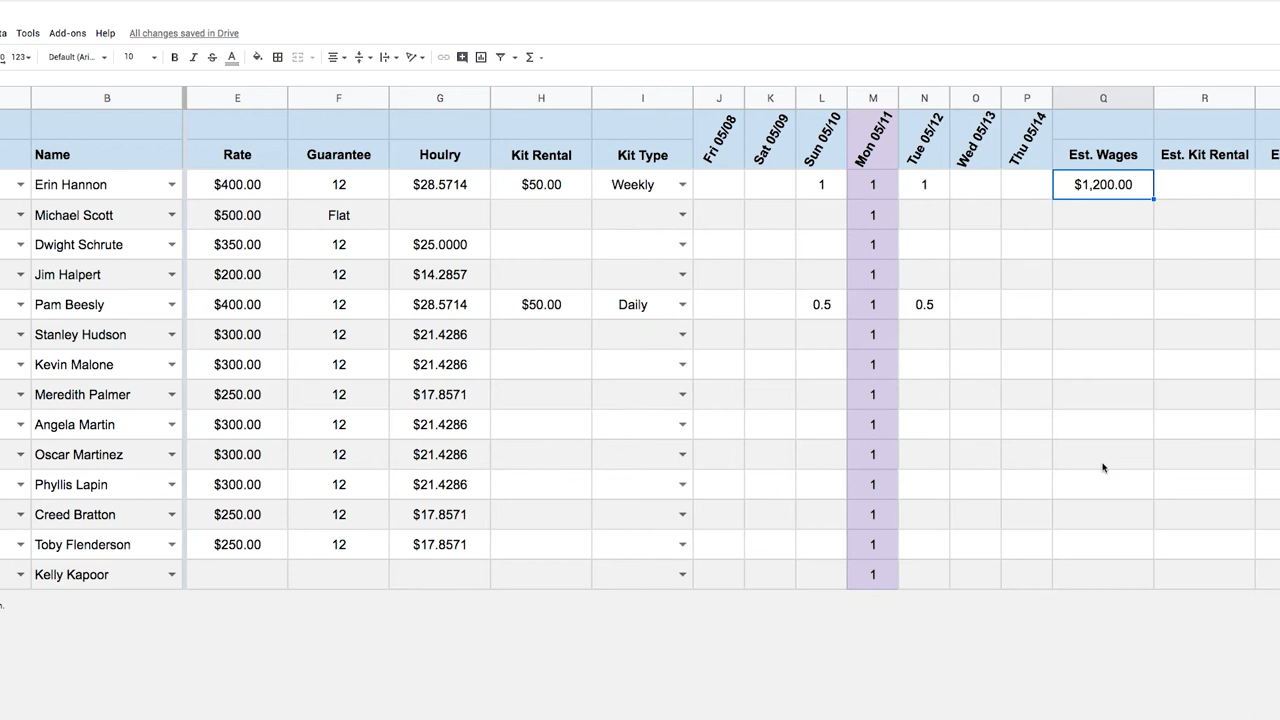 ta Tools Add-ons Help All changes saved in Drive
123 Default (Ari... 10 B I S A Σ
B E F G H I J K L M N O P Q R
Fri 05/08 Sat 05/09 Sun 05/10 Mon 05/11 Tue 05/12 Wed 05/13 Thu 05/14
Name Rate Guarantee Houlry Kit Rental Kit Type Est. Wages Est. Kit Rental E
Erin Hannon $400.00 12 $28.5714 $50.00 Weekly 1 1 1 $1,200.00
Michael Scott $500.00 Flat 1
Dwight Schrute $350.00 12 $25.0000 1
Jim Halpert $200.00 12 $14.2857 1
Pam Beesly $400.00 12 $28.5714 $50.00 Daily 0.5 1 0.5
Stanley Hudson $300.00 12 $21.4286 1
Kevin Malone $300.00 12 $21.4286 1
Meredith Palmer $250.00 12 $17.8571 1
Angela Martin $300.00 12 $21.4286 1
Oscar Martinez $300.00 12 $21.4286 1
Phyllis Lapin $300.00 12 $21.4286 1
Creed Bratton $250.00 12 $17.8571 1
Toby Flenderson $250.00 12 $17.8571 1
Kelly Kapoor 1